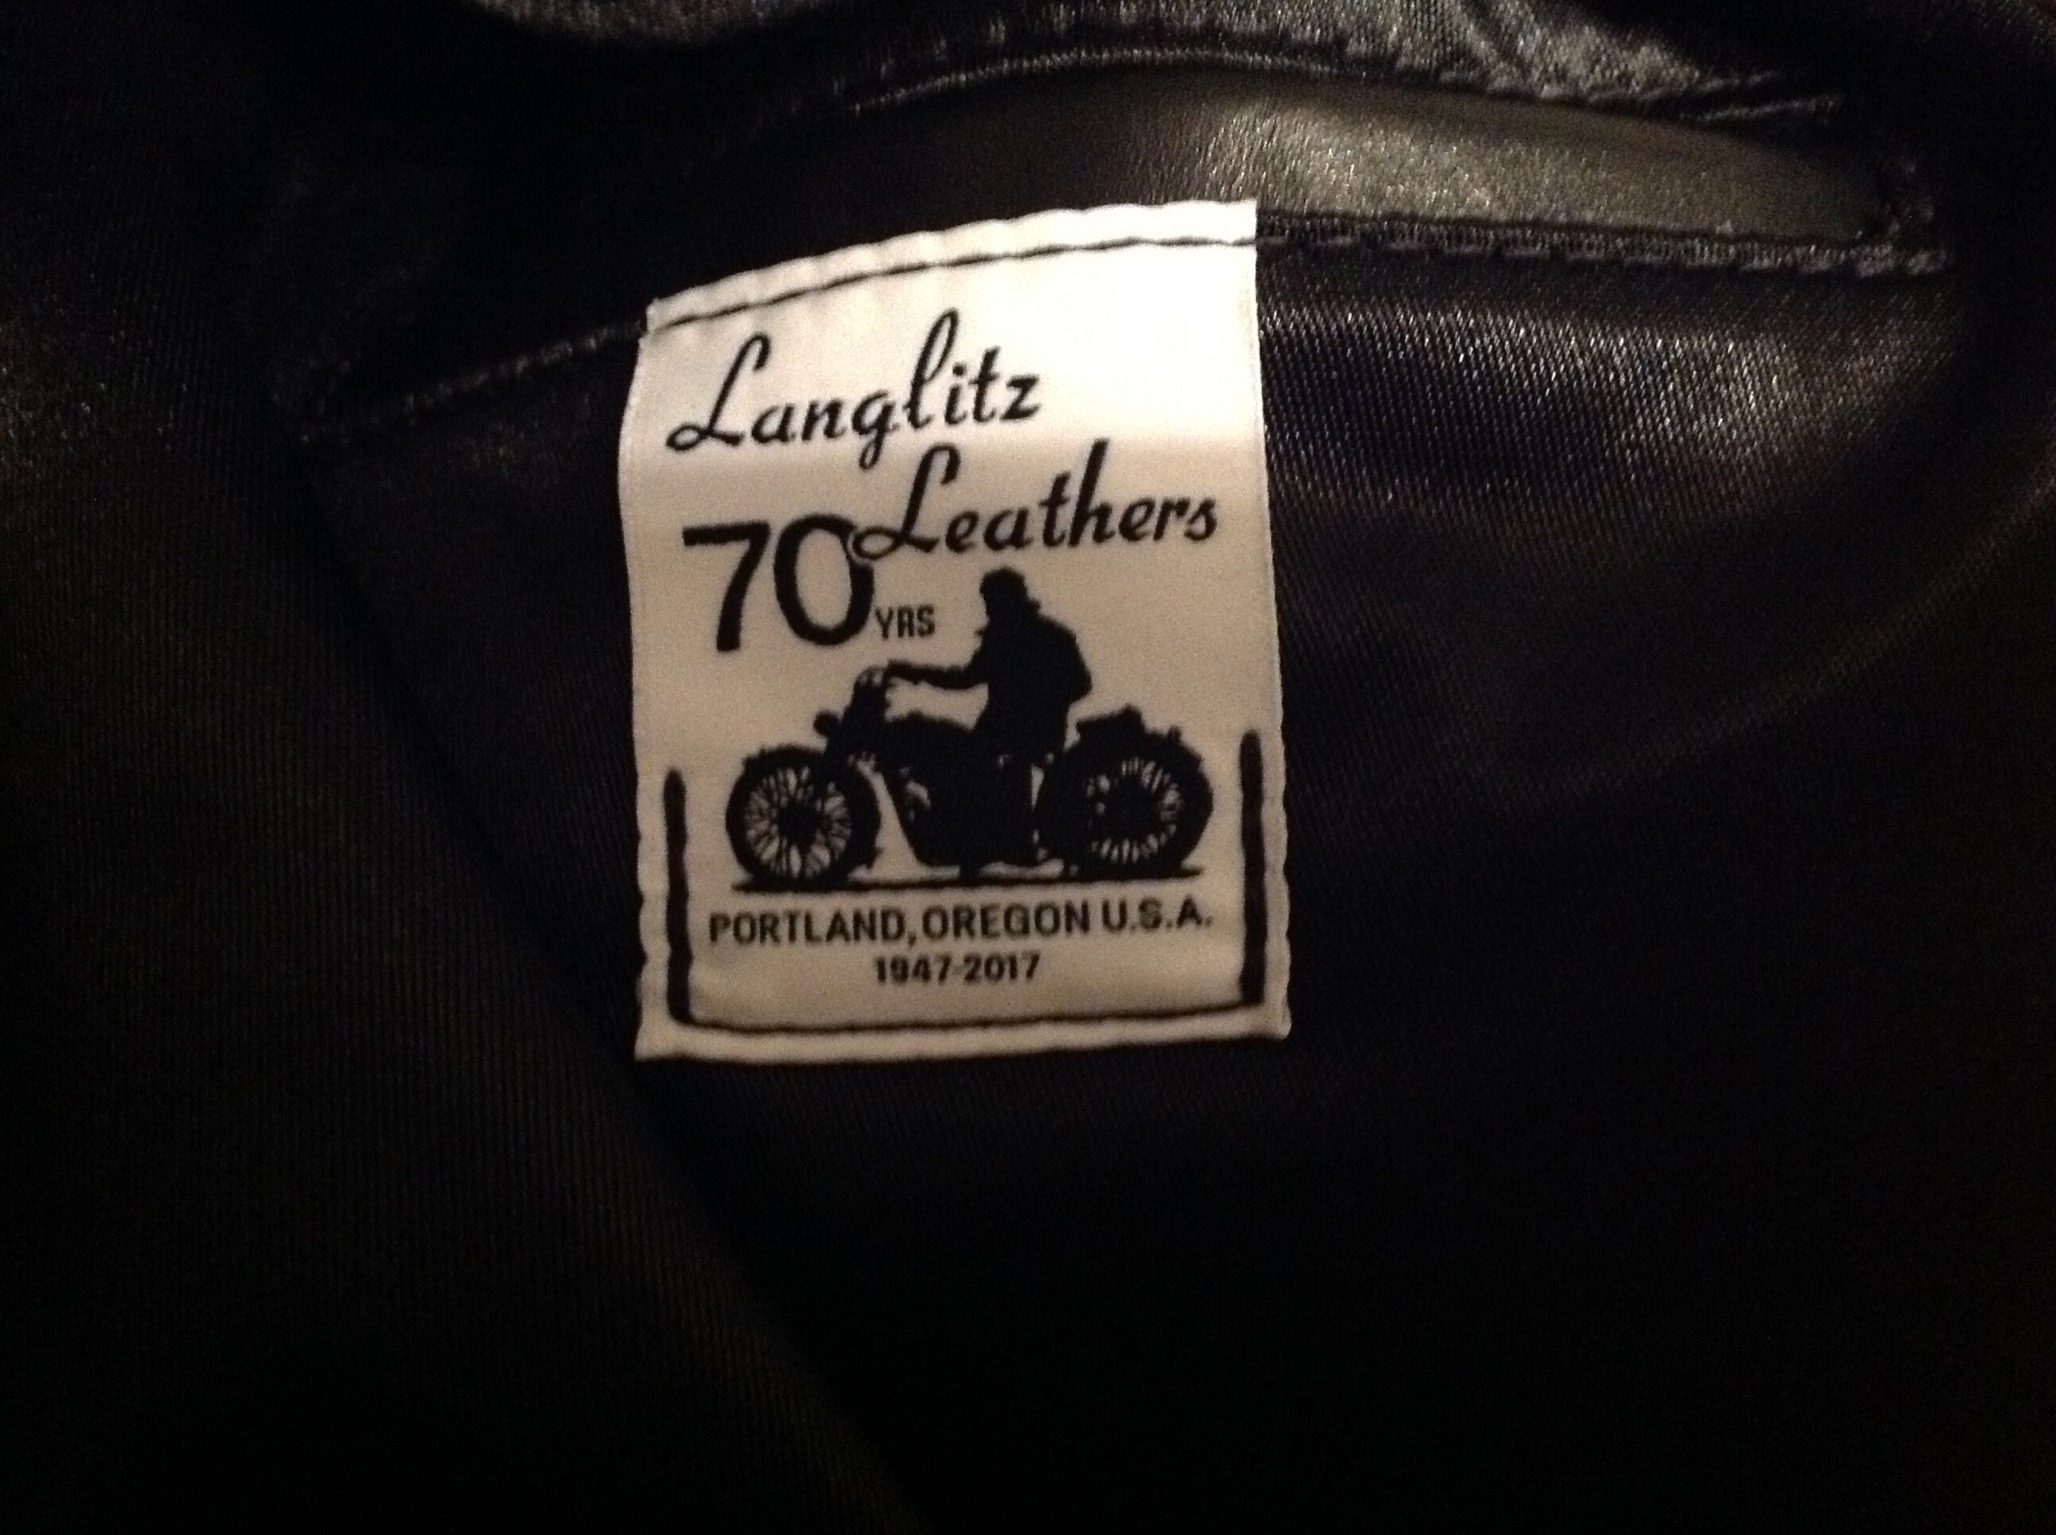 Langlitz
Leathers
70 YRS
PORTLAND, OREGON U.S.A.
1947-2017